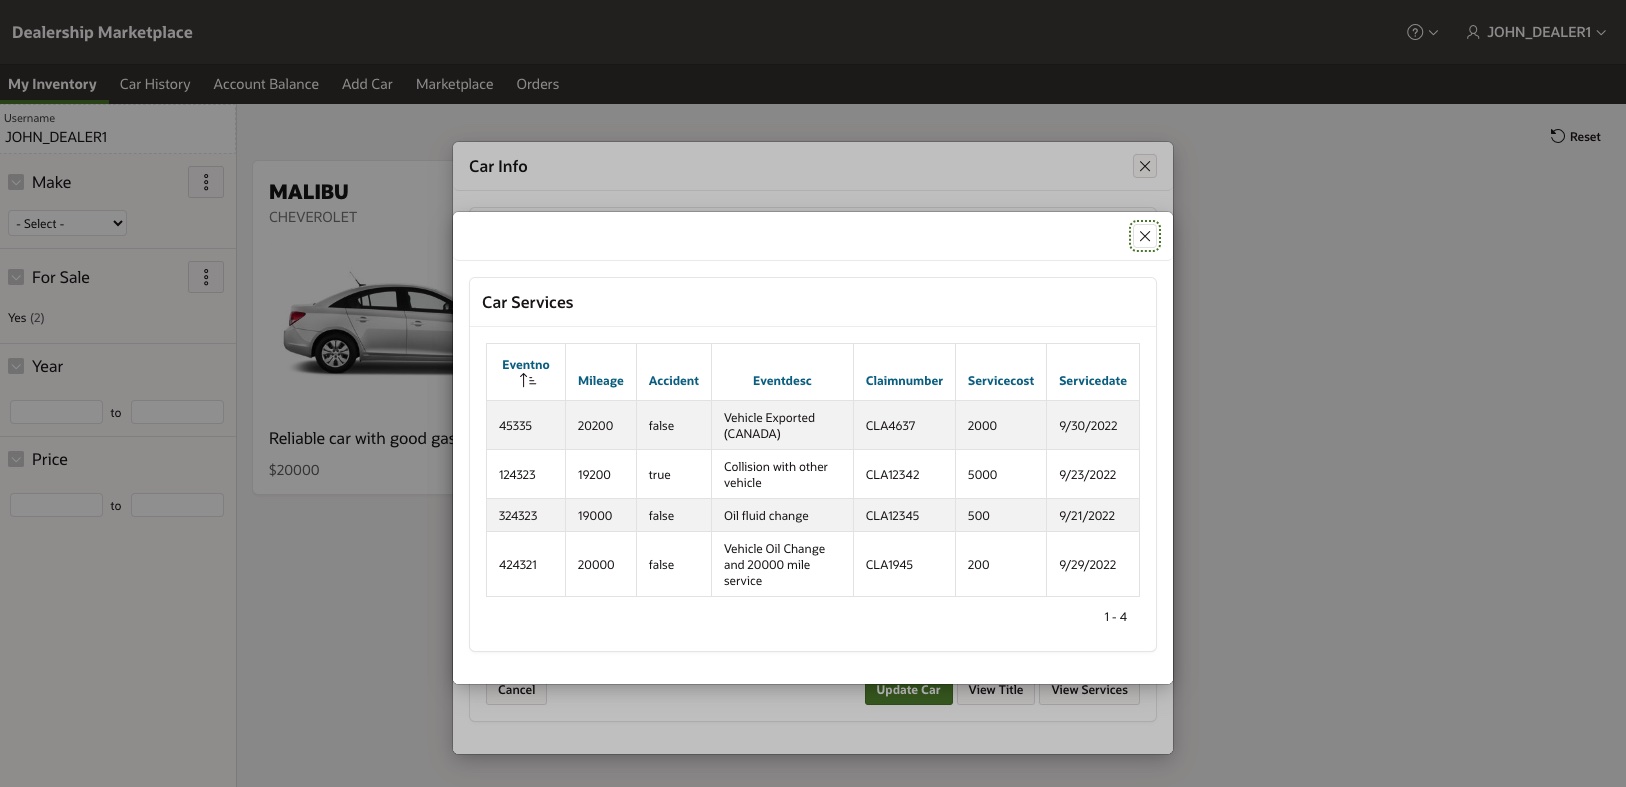 Dealership Marketplace
JOHN_DEALER1
My Inventory Car History Account Balance Add Car Marketplace Orders
Username
JOHN_DEALER1
Make
- Select -
For Sale
Yes (2)
Year
to
Price
to
Reset
MALIBU
CHEVEROLET
Reliable car with good gas
$20000
Car Info
Car Services
Eventno Mileage Accident Eventdesc Claimnumber Servicecost Servicedate
45335 20200 false Vehicle Exported (CANADA) CLA4637 2000 9/30/2022
124323 19200 true Collision with other vehicle CLA12342 5000 9/23/2022
324323 19000 false Oil fluid change CLA12345 500 9/21/2022
424321 20000 false Vehicle Oil Change and 20000 mile service CLA1945 200 9/29/2022
1 - 4
Cancel Update Car View Title View Services